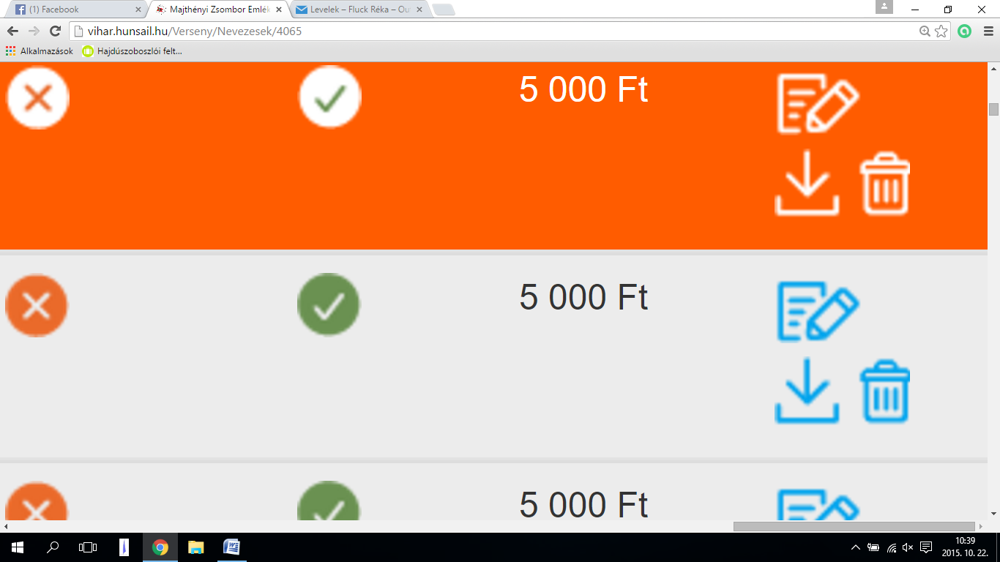 (1) Facebook
Majthényi Zsombor Emlék
Levelek – Fluck Réka – Ou
vihar.hunsail.hu/Verseny/Nevezesek/4065
Alkalmazások
Hajdúszoboszlói felt...
5 000 Ft
5 000 Ft
5 000 Ft
10:39
2015. 10. 22.